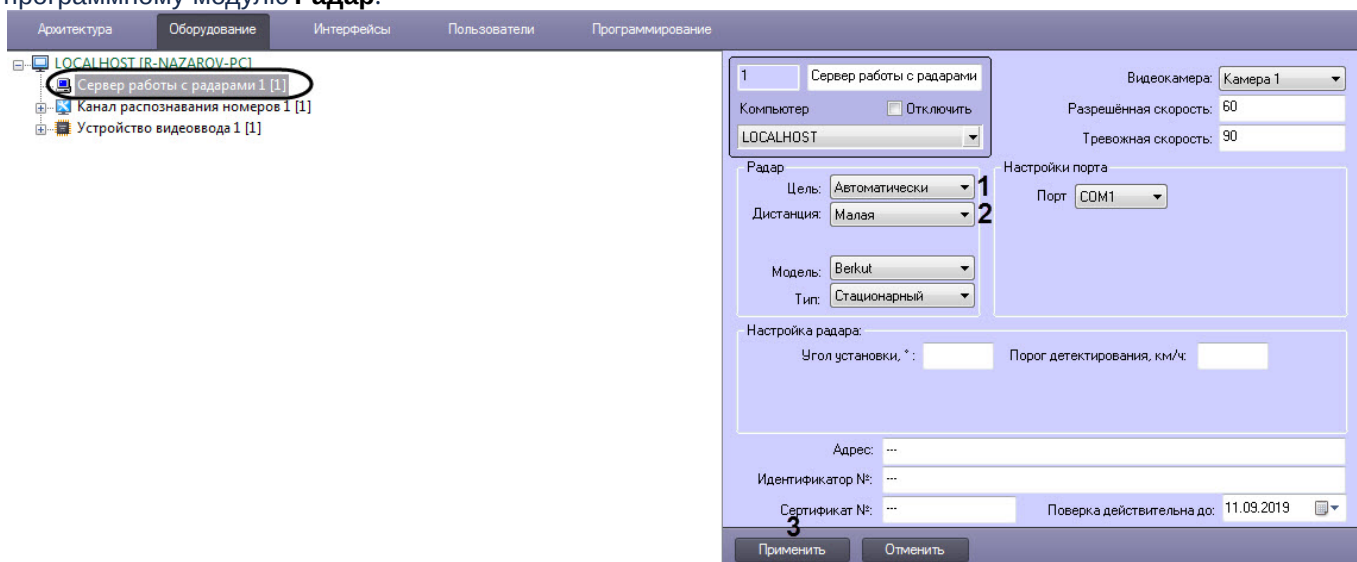 программному модулю Радар.
Архитектура Оборудование Интерфейсы Пользователи Программирование
LOCALHOST [R-NAZAROV-PC]
Сервер работы с радарами 1 [1]
Канал распознавания номеров 1 [1]
Устройство видеоввода 1 [1]
1 Сервер работы с радарами
Компьютер Отключить
LOCALHOST
Видеокамера: Камера 1
Разрешённая скорость: 60
Тревожная скорость: 90
Радар
Цель: Автоматически 1
Дистанция: Малая 2
Модель: Berkut
Тип: Стационарный
Настройки порта
Порт COM1
Настройка радара:
Угол установки, ° : Порог детектирования, км/ч:
Адрес: ---
Идентификатор №: ---
Сертификат №: --- Поверка действительна до: 11.09.2019
3
Применить Отменить